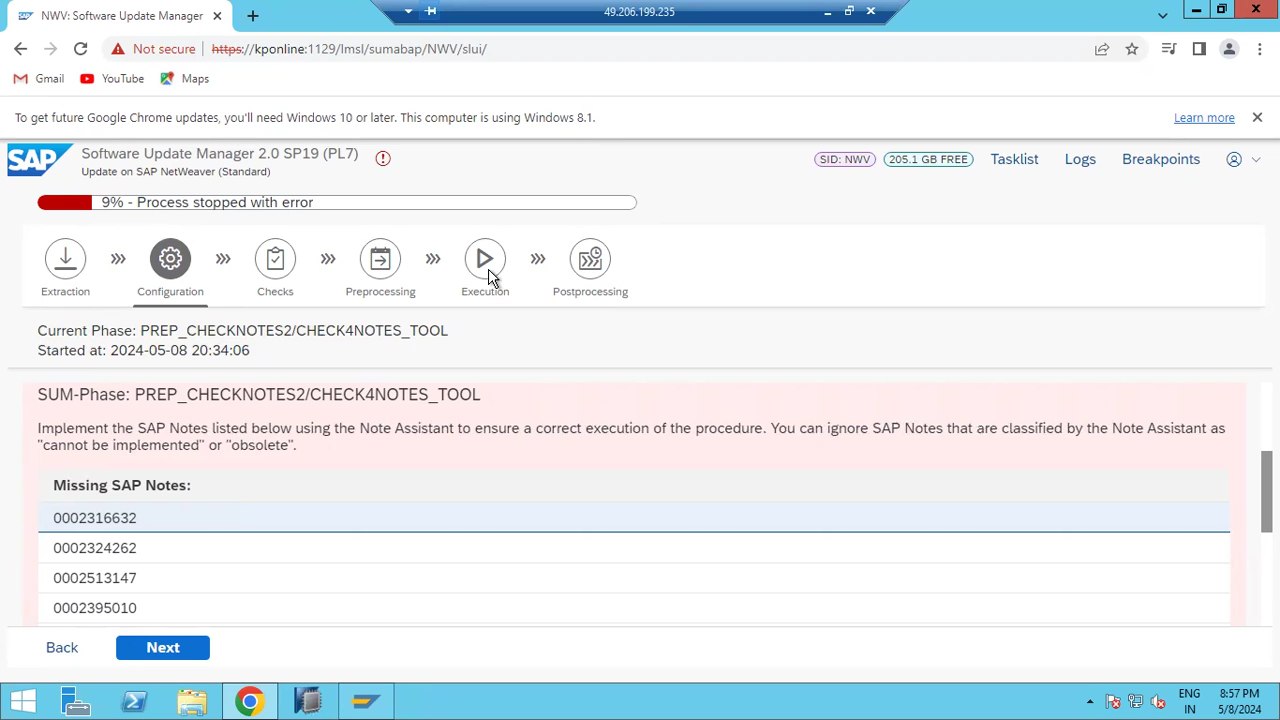 NWV: Software Update Manager
49.206.199.235
Not secure
https://kponline:1129/lmsl/sumabap/NWV/slui/
Gmail
YouTube
Maps
To get future Google Chrome updates, you'll need Windows 10 or later. This computer is using Windows 8.1.
Learn more
SAP
Software Update Manager 2.0 SP19 (PL7)
Update on SAP NetWeaver (Standard)
SID: NWV
205.1 GB FREE
Tasklist
Logs
Breakpoints
9% - Process stopped with error
Extraction
Configuration
Checks
Preprocessing
Execution
Postprocessing
Current Phase: PREP_CHECKNOTES2/CHECK4NOTES_TOOL
Started at: 2024-05-08 20:34:06
SUM-Phase: PREP_CHECKNOTES2/CHECK4NOTES_TOOL
Implement the SAP Notes listed below using the Note Assistant to ensure a correct execution of the procedure. You can ignore SAP Notes that are classified by the Note Assistant as
"cannot be implemented" or "obsolete".
Missing SAP Notes:
0002316632
0002324262
0002513147
0002395010
Back
Next
ENG
IN
8:57 PM
5/8/2024